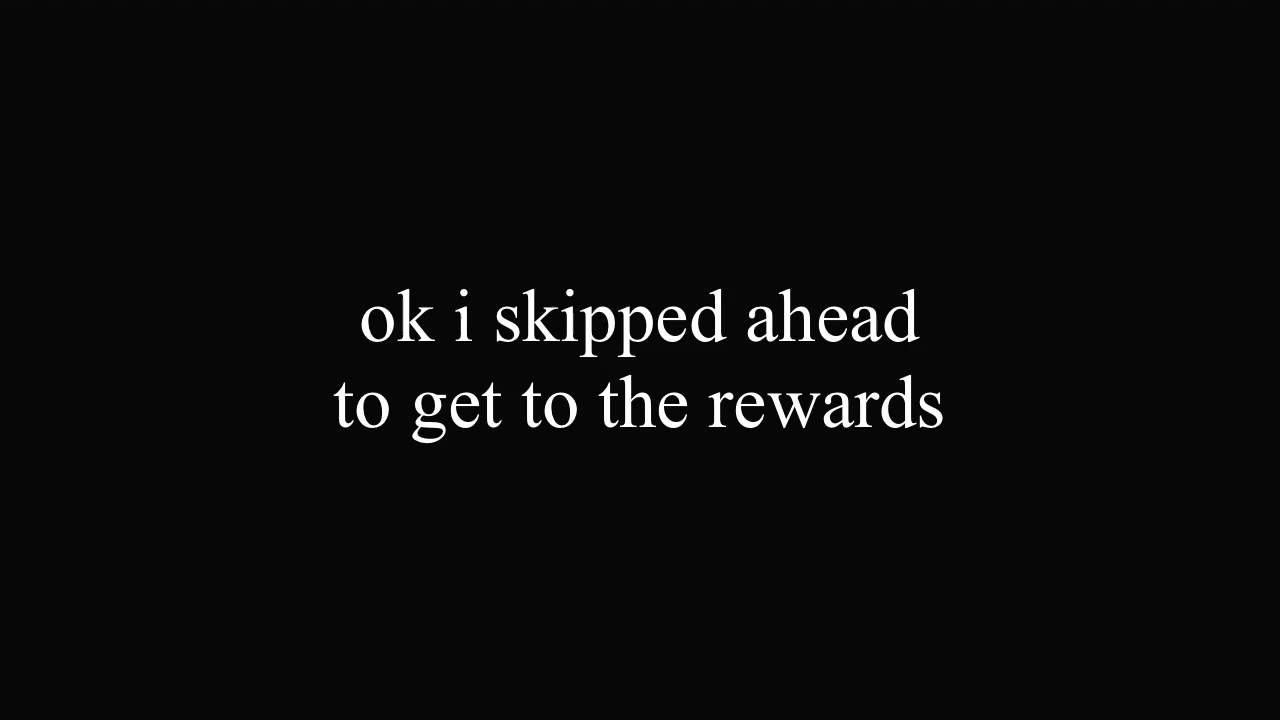 ok i skipped ahead
to get to the rewards